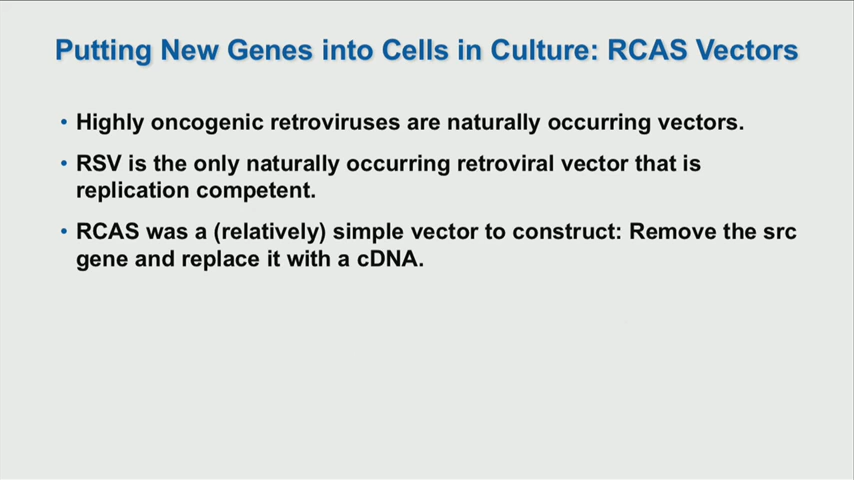 Putting New Genes into Cells in Culture: RCAS Vectors
• Highly oncogenic retroviruses are naturally occurring vectors.
• RSV is the only naturally occurring retroviral vector that is
replication competent.
• RCAS was a (relatively) simple vector to construct: Remove the src
gene and replace it with a cDNA.